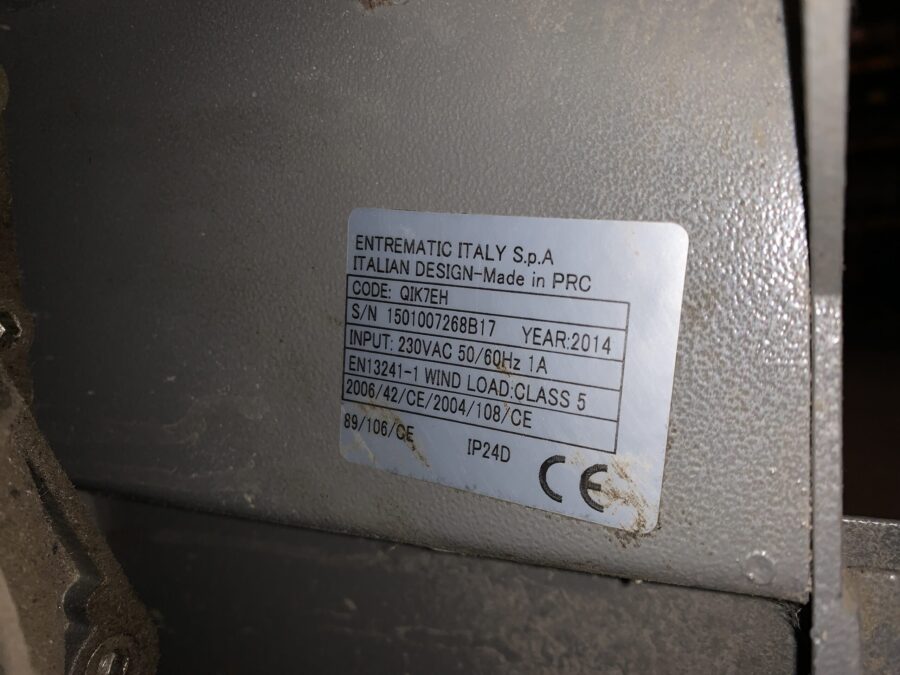 ENTREMATIC ITALY S.p.A
ITALIAN DESIGN-Made in PRC
CODE: QIK7EH
S/N 1501007268B17 YEAR:2014
INPUT: 230VAC 50/60Hz 1A
EN13241-1 WIND LOAD:CLASS 5
2006/42/CE/2004/108/CE
89/106/CE IP24D CE